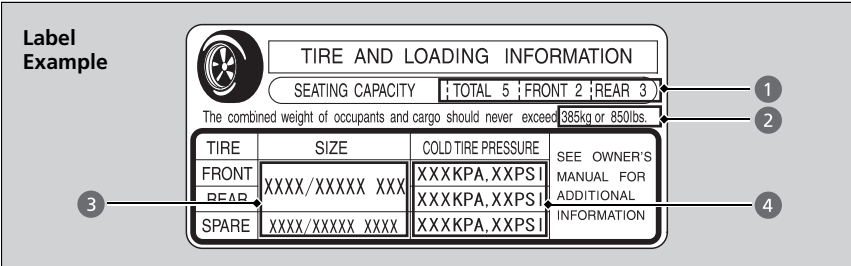 Label
Example
TIRE AND LOADING INFORMATION
SEATING CAPACITY TOTAL 5 FRONT 2 REAR 3
1
The combined weight of occupants and cargo should never exceed 385kg or 850lbs.
2
TIRE SIZE COLD TIRE PRESSURE
SEE OWNER'S
MANUAL FOR
ADDITIONAL
INFORMATION
FRONT XXXX/XXXXX XXX XXXKPA,XXPSI
REAR XXXKPA,XXPSI
3
4
SPARE XXXX/XXXXX XXXX XXXKPA,XXPSI